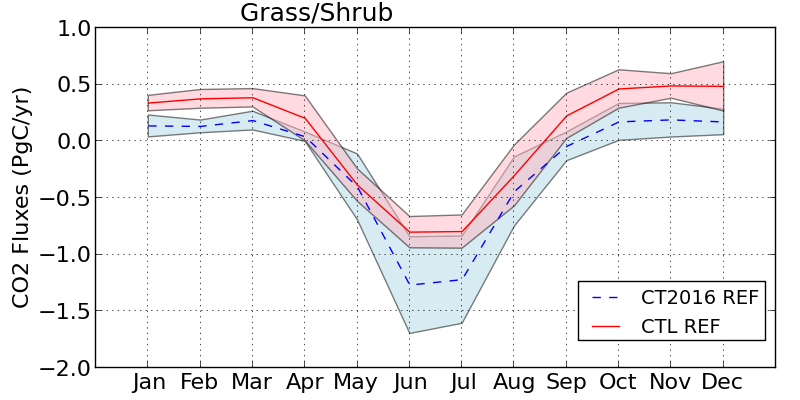 Grass/Shrub
CO2 Fluxes (PgC/yr)
1.0
0.5
0.0
−0.5
−1.0
−1.5
−2.0
Jan Feb Mar Apr May Jun Jul Aug Sep Oct Nov Dec
CT2016 REF
CTL REF